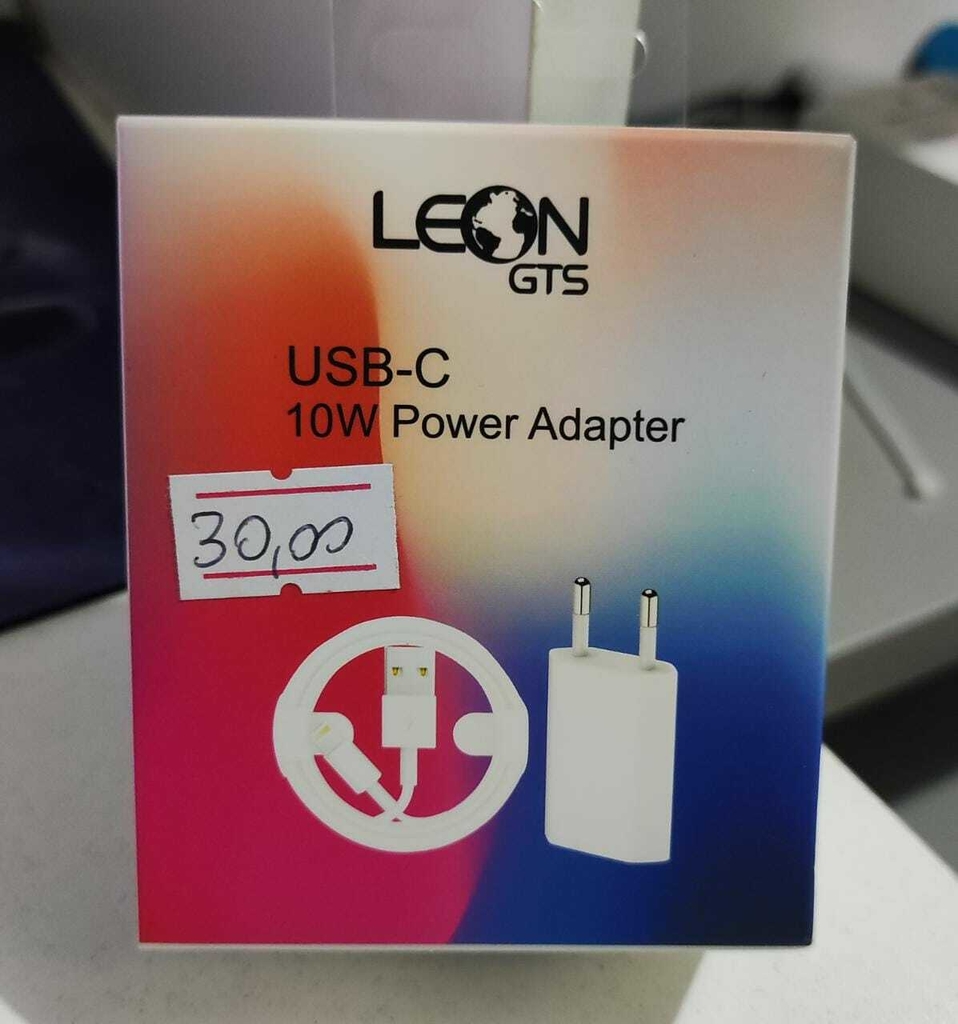 LEON
GTS
USB-C
10W Power Adapter
30,00